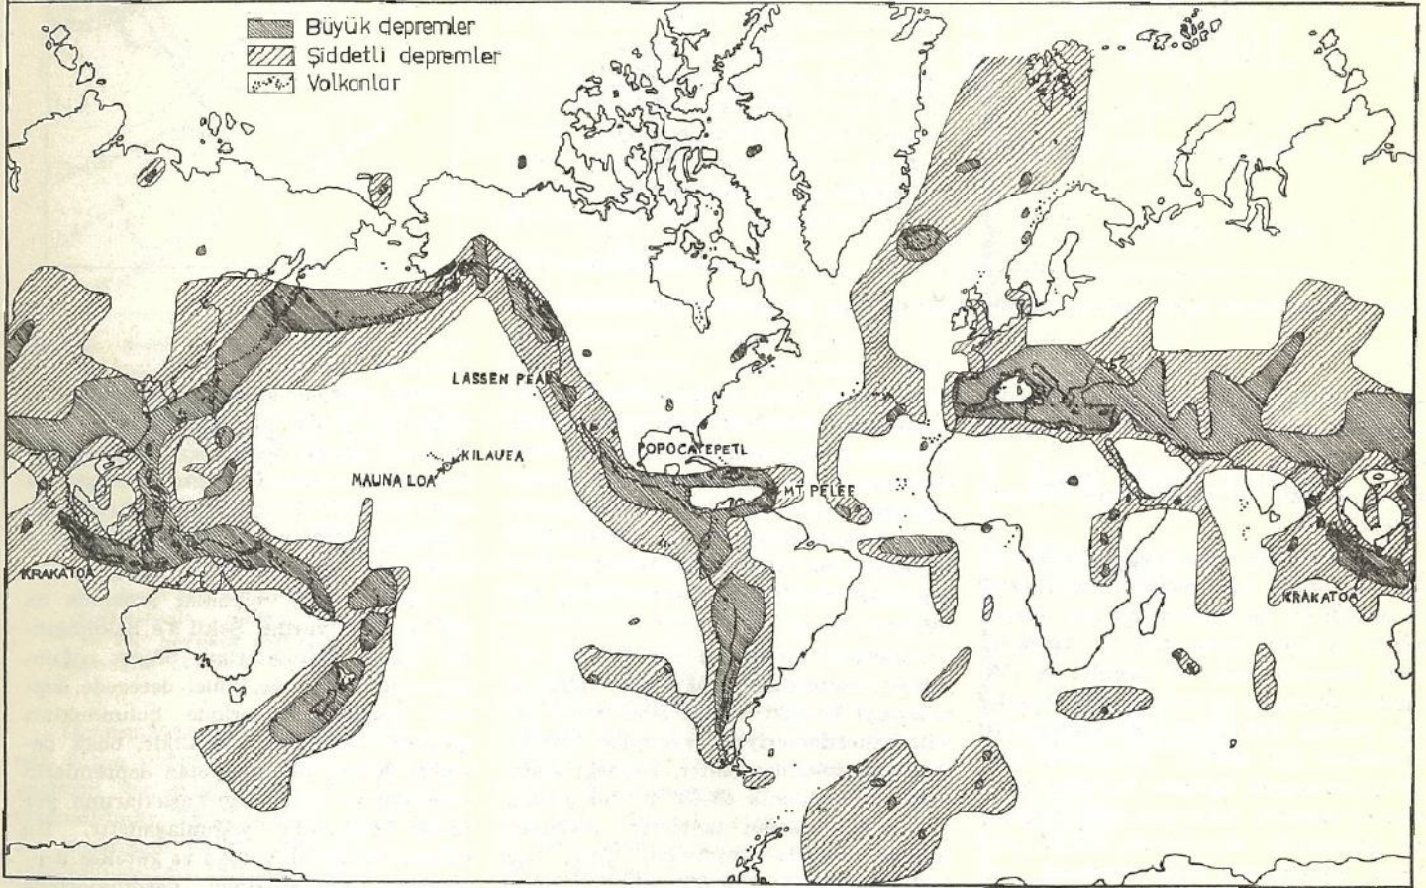 Büyük depremler
Şiddetli depremler
Volkanlar
LASSEN PEAK
POPOCATEPETL
KILAUEA
MAUNA LOA
MT. PELEE
KRAKATOA
KRAKATOA